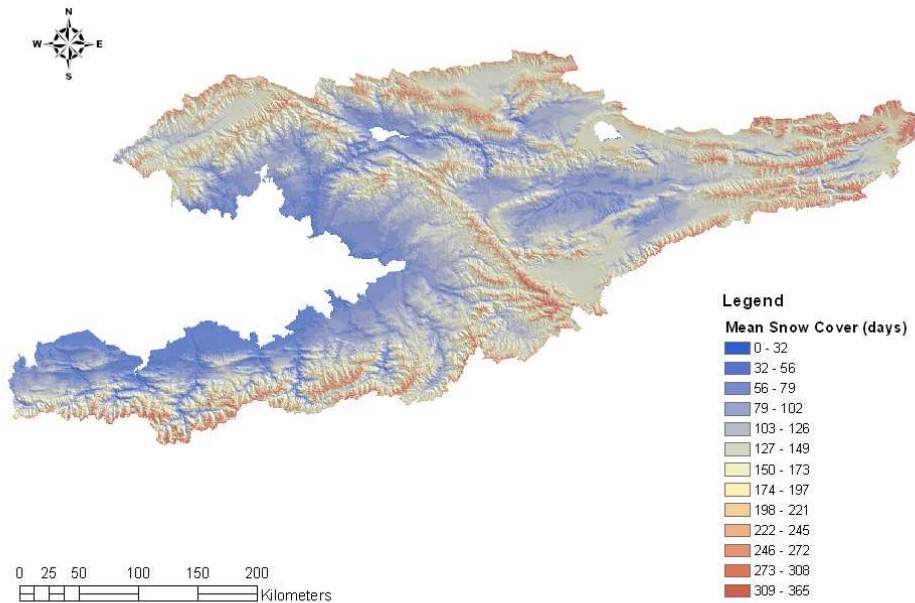 N
W E
S
Legend
Mean Snow Cover (days)
0 - 32
32 - 56
56 - 79
79 - 102
103 - 126
127 - 149
150 - 173
174 - 197
198 - 221
222 - 245
246 - 272
273 - 308
309 - 365
0 25 50 100 150 200
Kilometers